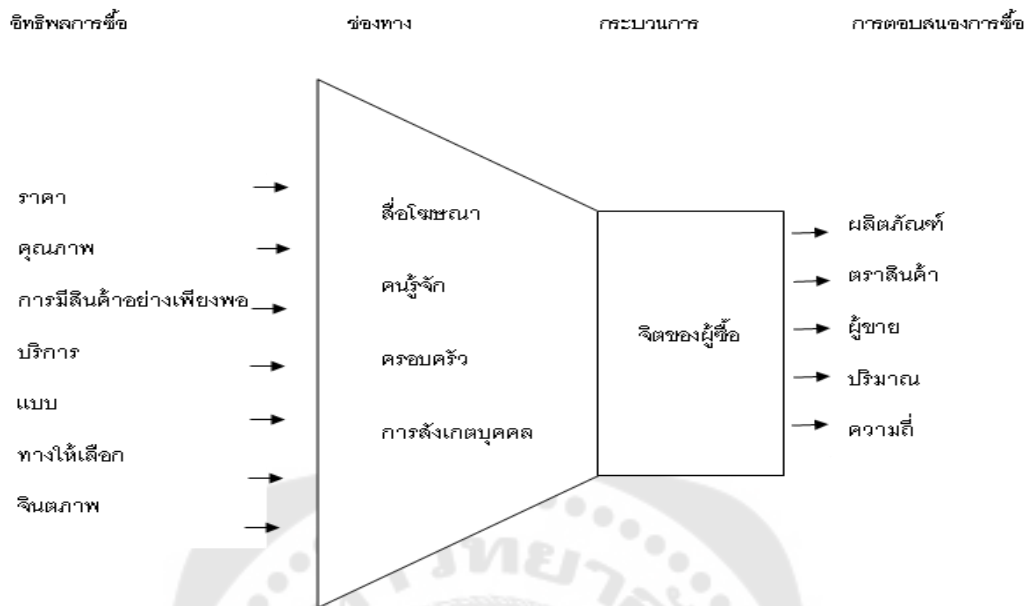 อิทธิพลการซื้อ ช่องทาง กระบวนการ การตอบสนองการซื้อ
ราคา
คุณภาพ
การมีสินค้าอย่างเพียงพอ
บริการ
แบบ
ทางให้เลือก
จินตภาพ
สื่อโฆษณา
คนรู้จัก
ครอบครัว
การสังเกตบุคคล
จิตของผู้ซื้อ
ผลิตภัณฑ์
ตราสินค้า
ผู้ขาย
ปริมาณ
ความถี่